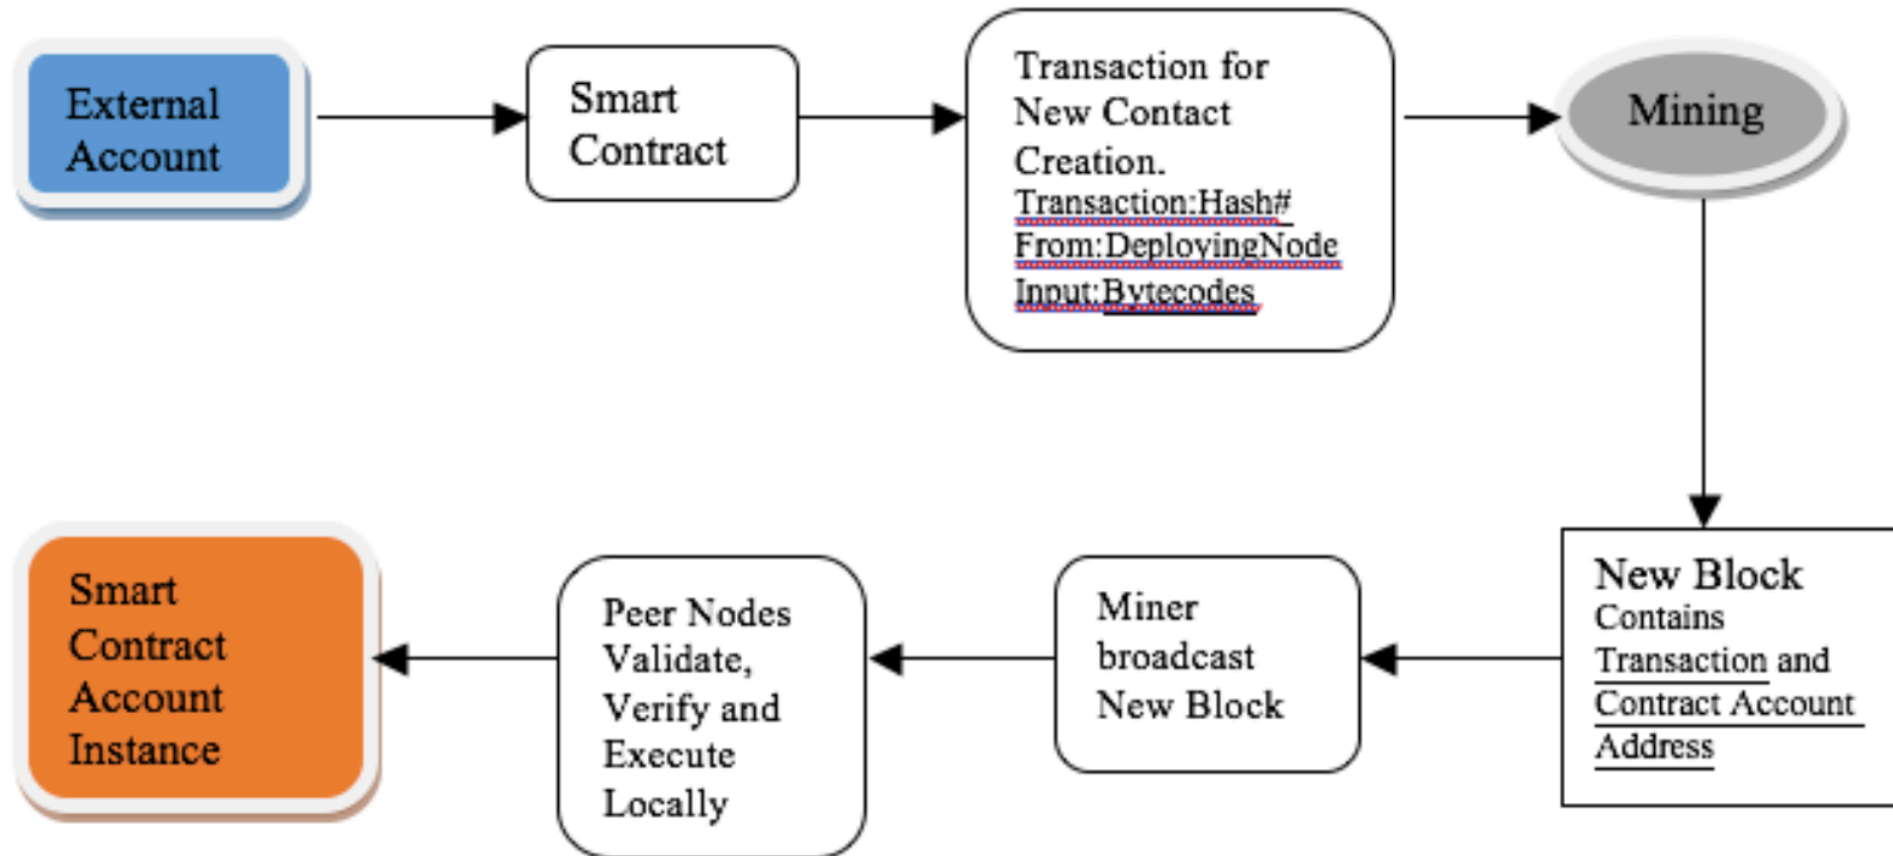 External
Account
Smart
Contract
Transaction for
New Contact
Creation.
Transaction:Hash#
From:DeployingNode
Input:Bytecodes
Mining
New Block
Contains
Transaction and
Contract Account
Address
Miner
broadcast
New Block
Peer Nodes
Validate,
Verify and
Execute
Locally
Smart
Contract
Account
Instance